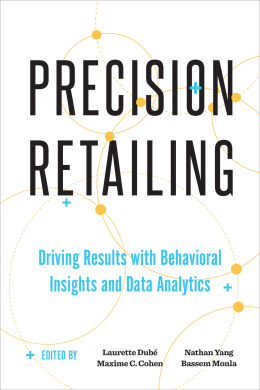 PRECISION
RETAILING
Driving Results with Behavioral
Insights and Data Analytics
EDITED BY Laurette Dubé Nathan Yang
Maxime C. Cohen Bassem Monla